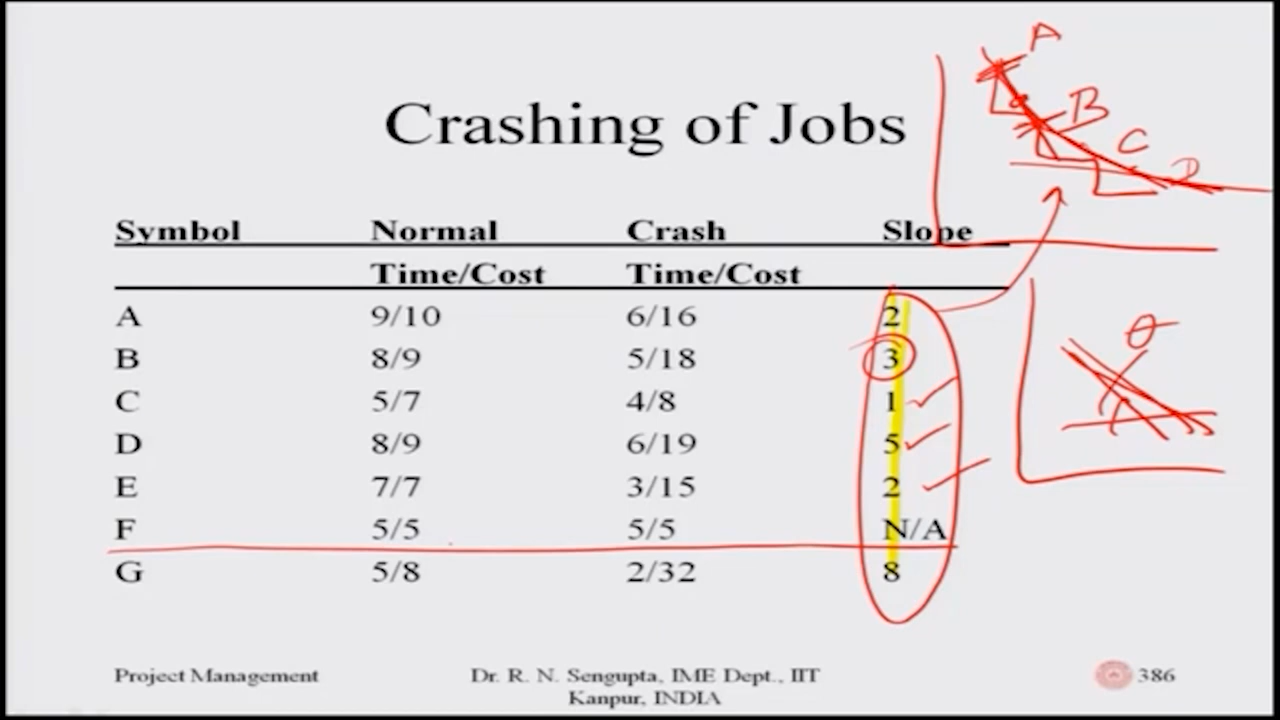 Crashing of Jobs
A
B
C
D
Symbol Normal Crash Slope
Time/Cost Time/Cost
A 9/10 6/16 2
B 8/9 5/18 3
C 5/7 4/8 1
D 8/9 6/19 5
E 7/7 3/15 2
F 5/5 5/5 N/A
G 5/8 2/32 8
θ
Project Management Dr. R. N. Sengupta, IME Dept., IIT Kanpur, INDIA 386